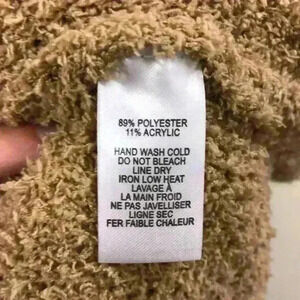 89% POLYESTER
11% ACRYLIC
HAND WASH COLD
DO NOT BLEACH
LINE DRY
IRON LOW HEAT
LAVAGE À
LA MAIN FROID
NE PAS JAVELLISER
LIGNE SEC
FER FAIBLE CHALEUR